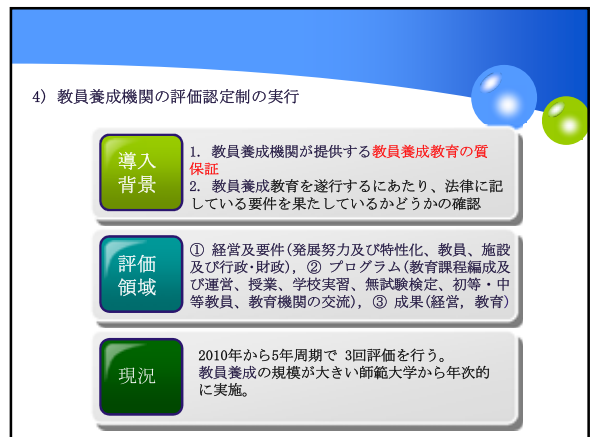 4) 教員養成機関の評価認定制の実行
導入
背景
1. 教員養成機関が提供する教員養成教育の質
保証
2. 教員養成教育を遂行するにあたり、法律に記
している要件を果たしているかどうかの確認
評価
領域
① 経営及要件(発展努力及び特性化、教員、施設
及び行政･財政), ② プログラム(教育課程編成及
び運営、授業、学校実習、無試験検定、初等・中
等教員、教育機関の交流), ③ 成果(経営, 教育)
現況
2010年から5年周期で 3回評価を行う。
教員養成の規模が大きい師範大学から年次的
に実施。